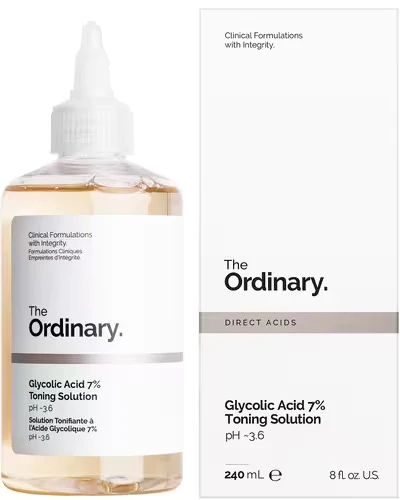 Clinical Formulations
with Integrity.
Formulations Cliniques
Empreintes d'Intégrité.
The
Ordinary.
Glycolic Acid 7%
Toning Solution
pH ~3.6
Solution Tonifiante à
l'Acide Glycolique 7%
pH ~3.6
Clinical Formulations
with Integrity.
The
Ordinary.
DIRECT ACIDS
Glycolic Acid 7%
Toning Solution
pH ~3.6
240 mL ℮ 8 fl. oz. U.S.